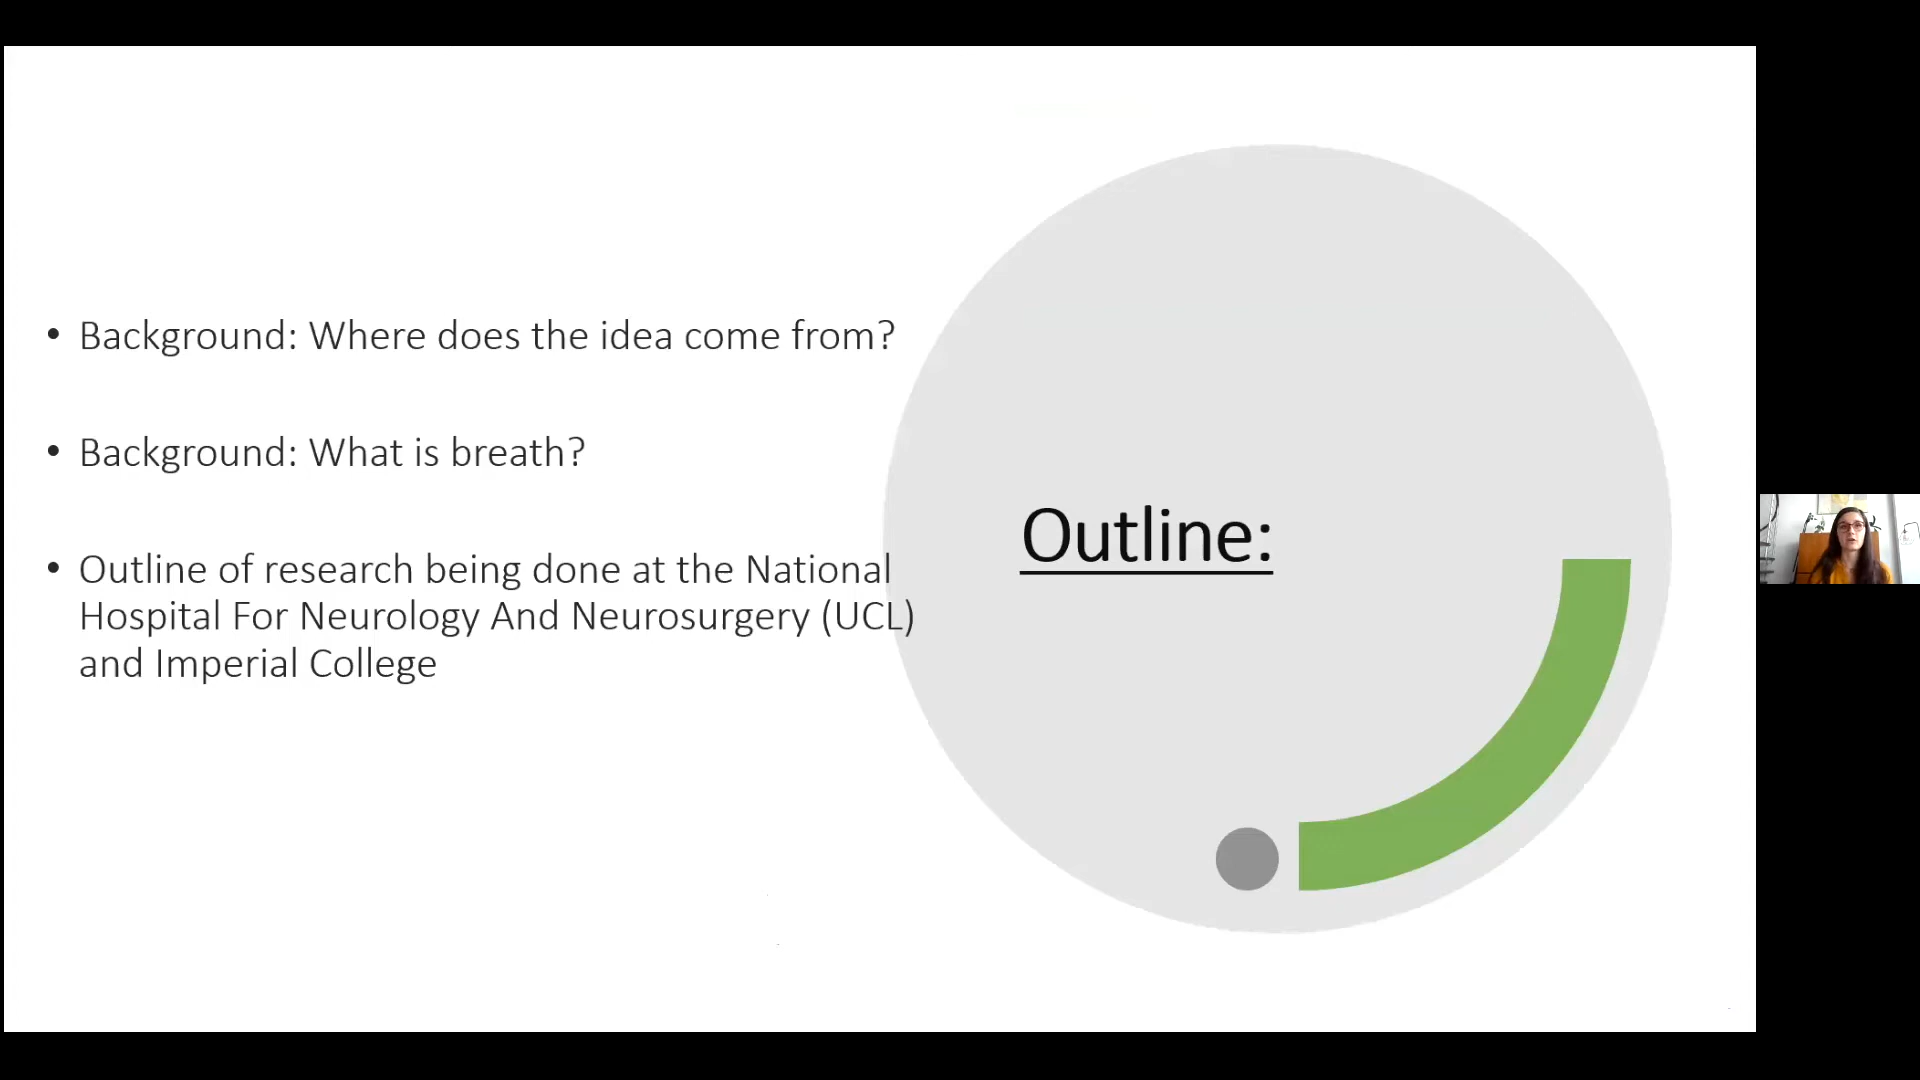 • Background: Where does the idea come from?
• Background: What is breath?
• Outline of research being done at the National
Hospital For Neurology And Neurosurgery (UCL)
and Imperial College
Outline: